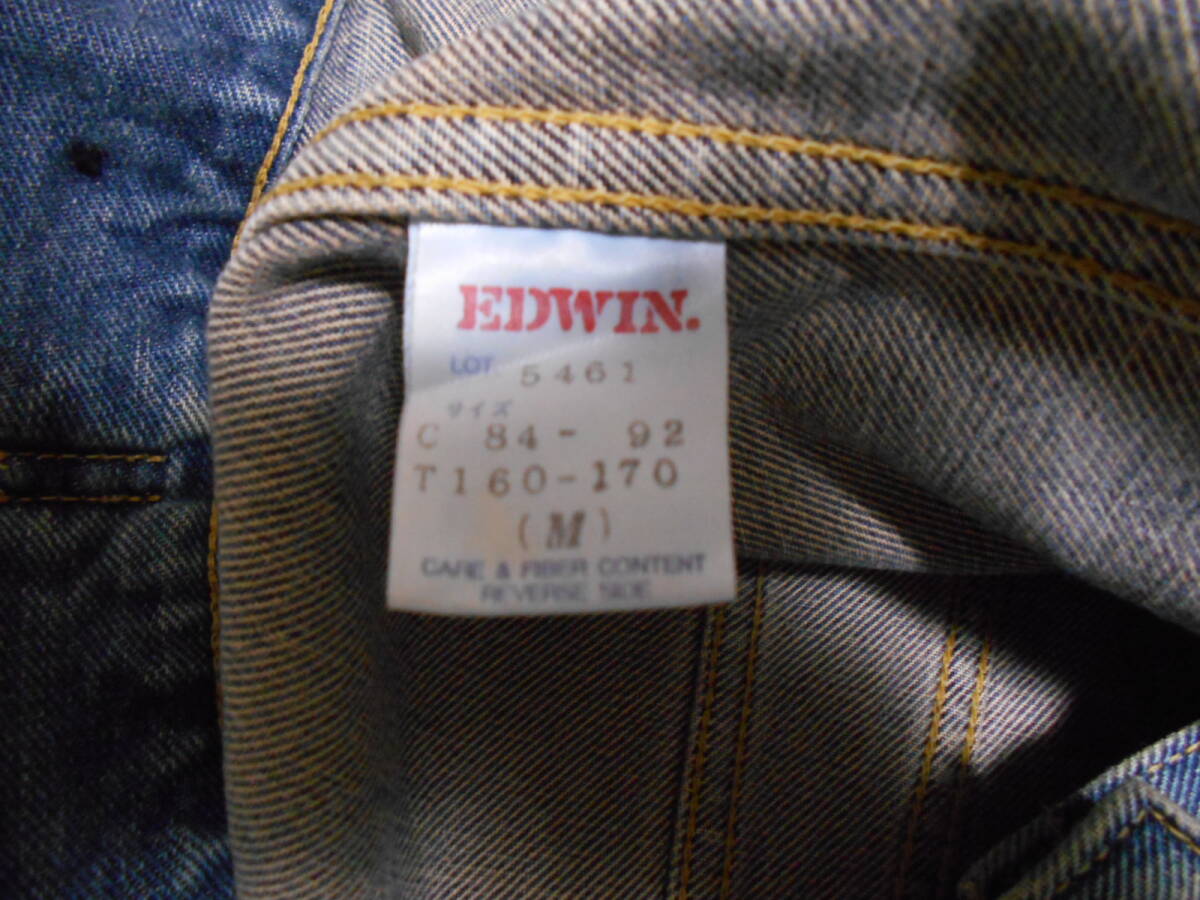 EDWIN.
LOT 5461
サイズ
C 84 - 92
T160-170
(M)
CARE & FIBER CONTENT
REVERSE SIDE